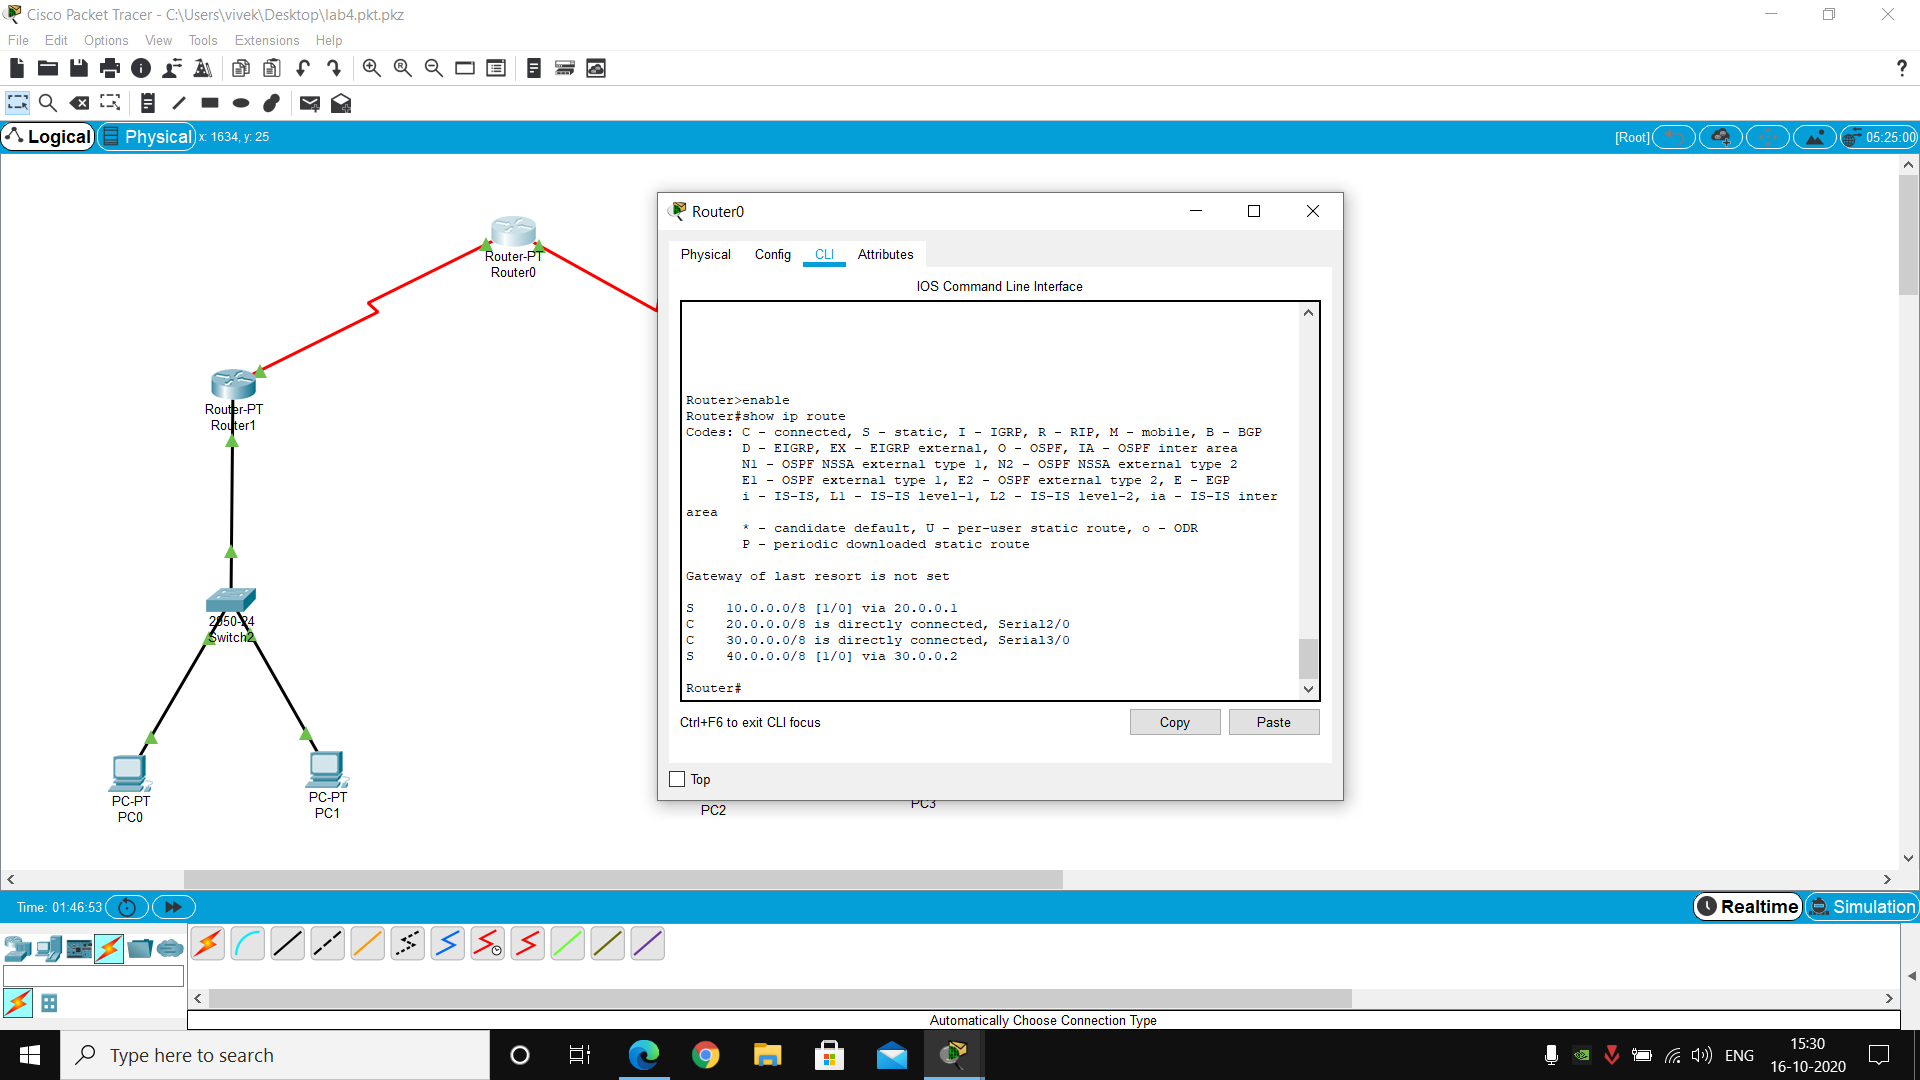 Cisco Packet Tracer - C:\Users\vivek\Desktop\lab4.pkt.pkz
File Edit Options View Tools Extensions Help
?
Logical Physical x: 1634, y: 25 [Root] 05:25:00
Router-PT
Router0
Router-PT
Router1
2950-24
Switch2
PC-PT
PC0
PC-PT
PC1
PC2
PC3
Router0
Physical Config CLI Attributes
IOS Command Line Interface
Router>enable
Router#show ip route
Codes: C - connected, S - static, I - IGRP, R - RIP, M - mobile, B - BGP
D - EIGRP, EX - EIGRP external, O - OSPF, IA - OSPF inter area
N1 - OSPF NSSA external type 1, N2 - OSPF NSSA external type 2
E1 - OSPF external type 1, E2 - OSPF external type 2, E - EGP
i - IS-IS, L1 - IS-IS level-1, L2 - IS-IS level-2, ia - IS-IS inter
area
* - candidate default, U - per-user static route, o - ODR
P - periodic downloaded static route
Gateway of last resort is not set
S 10.0.0.0/8 [1/0] via 20.0.0.1
C 20.0.0.0/8 is directly connected, Serial2/0
C 30.0.0.0/8 is directly connected, Serial3/0
S 40.0.0.0/8 [1/0] via 30.0.0.2
Router#
Ctrl+F6 to exit CLI focus Copy Paste
Top
Time: 01:46:53 Realtime Simulation
Automatically Choose Connection Type
Type here to search
ENG
15:30
16-10-2020